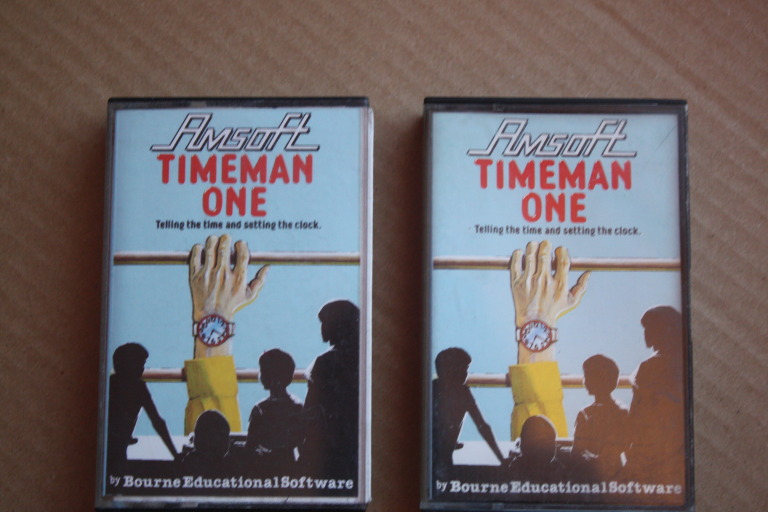 Amsoft
TIMEMAN
ONE
Telling the time and setting the clock.
by Bourne Educational Software
Amsoft
TIMEMAN
ONE
Telling the time and setting the clock.
by Bourne Educational Software